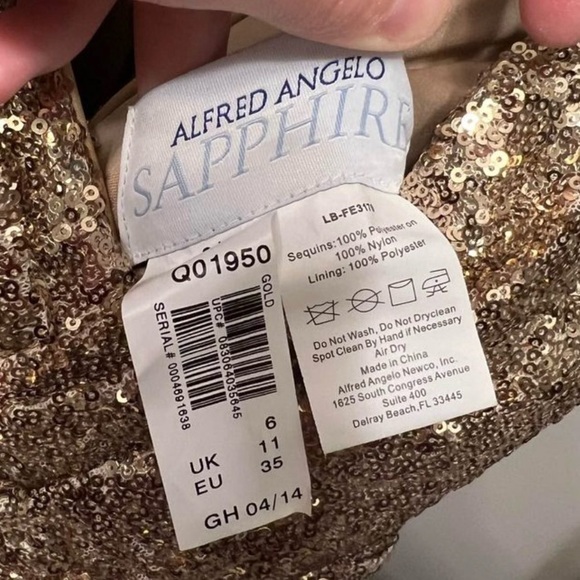 ALFRED ANGELO
SAPPHIRE
Q01950
GOLD
UPC# 063064035645
SERIAL# 0004691638
6
UK 11
EU 35
GH 04/14
Sequins: 100% Polyester on
100% Nylon
Lining: 100% Polyester
Do Not Wash, Do Not Dryclean
Spot Clean By Hand if Necessary
Air Dry
Made in China
Alfred Angelo Newco, Inc.
1625 South Congress Avenue
Suite 400
Delray Beach, FL 33445